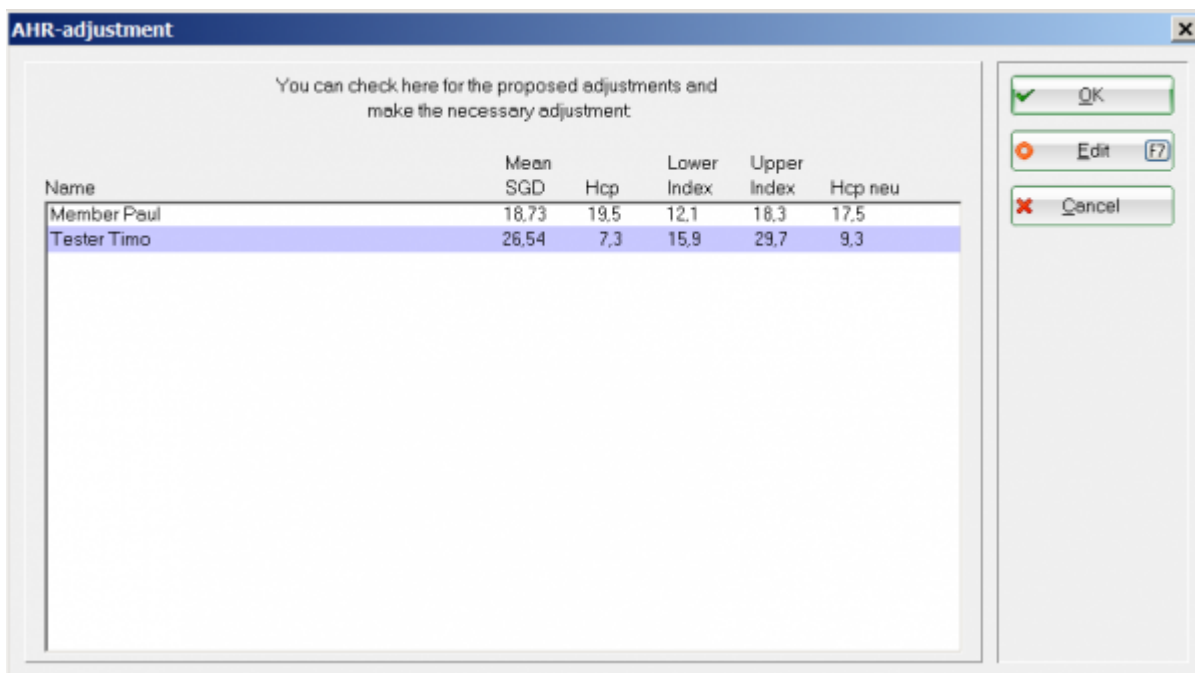 AHR-adjustment
You can check here for the proposed adjustments and
make the necessary adjustment
Mean Lower Upper
Name SGD Hcp Index Index Hcp neu
Member Paul 18,73 19,5 12,1 18,3 17,5
Tester Timo 26,54 7,3 15,9 29,7 9,3
OK
Edit F7
Cancel